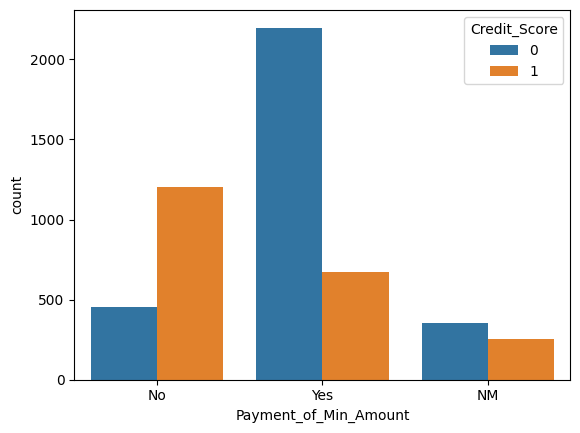 Credit_Score
0
1
2000
1500
1000
500
0
count
No Yes NM
Payment_of_Min_Amount